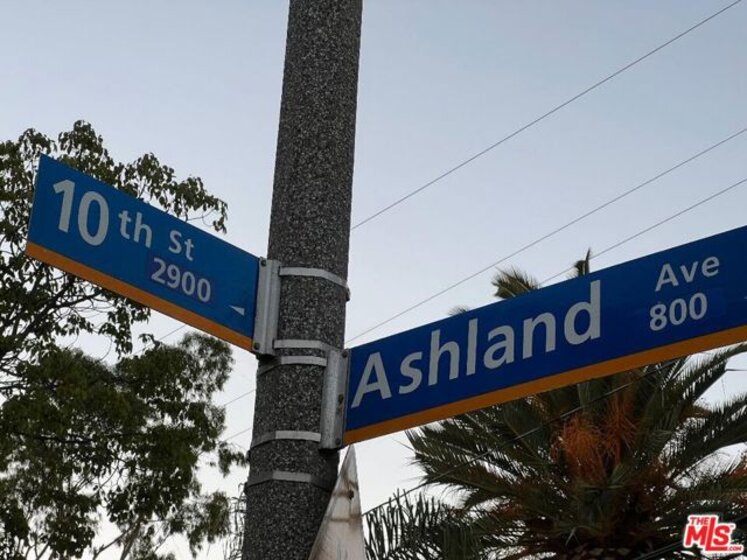 10th St
2900
Ashland Ave
800
THE
MLS